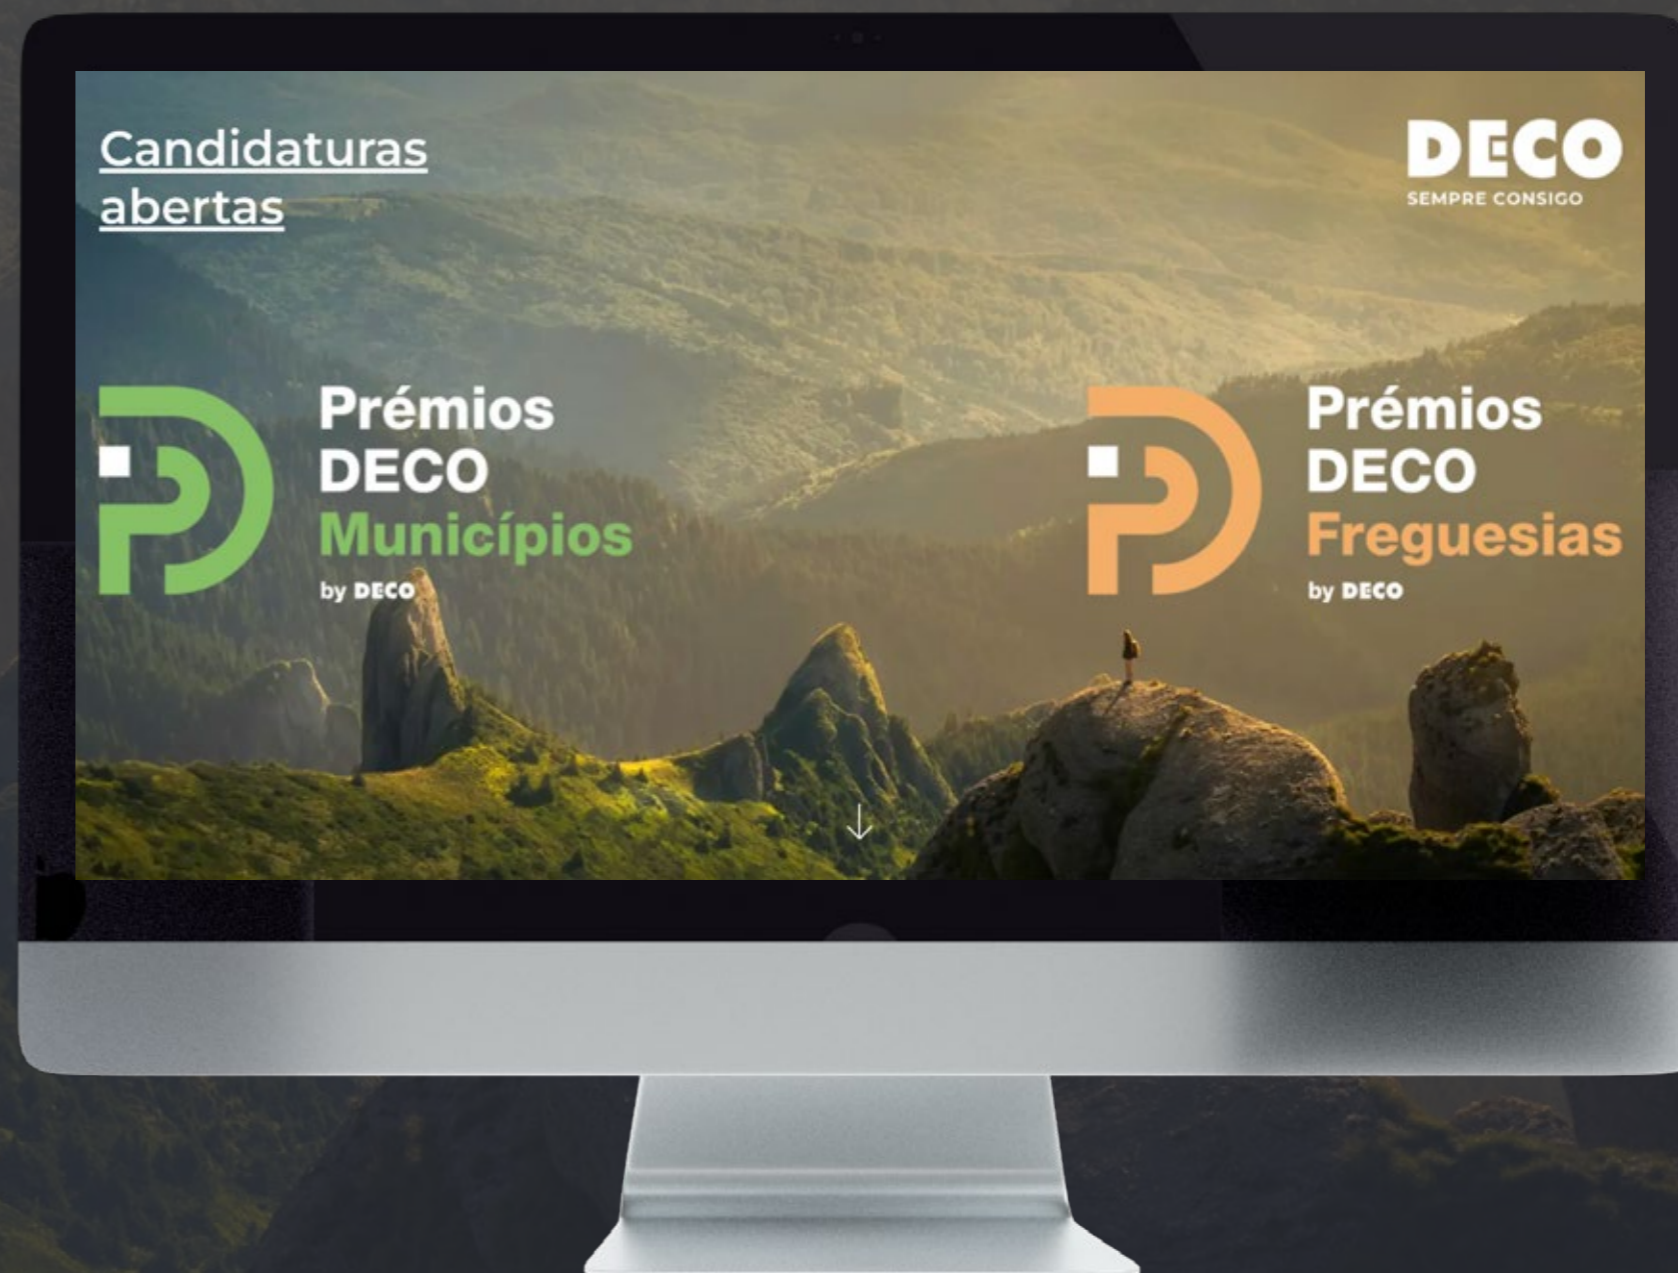 Candidaturas
abertas
DECO
SEMPRE CONSIGO
Prémios
DECO
Municípios
by DECO
Prémios
DECO
Freguesias
by DECO